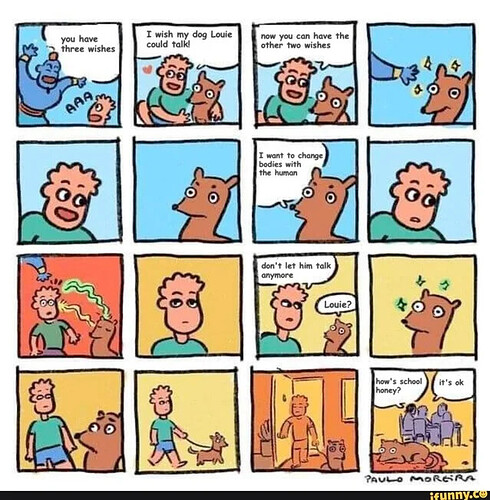 you have
three wishes
AAA
I wish my dog Louie
could talk!
now you can have the
other two wishes
I want to change
bodies with
the human
don't let him talk
anymore
Louie?
how's school
honey?
it's ok
PAULO MOREIRA
ifunny.co